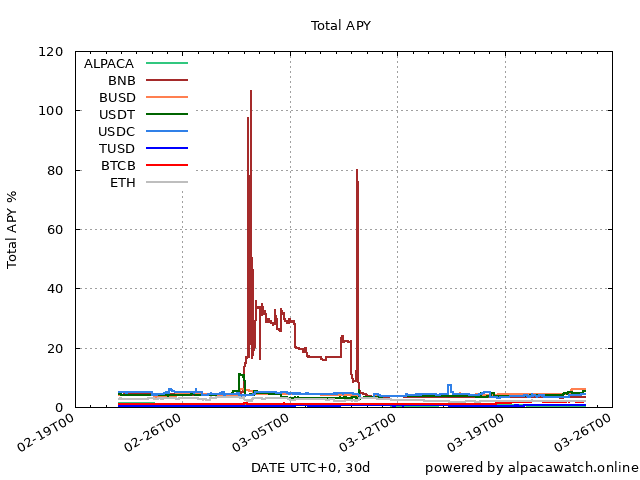 Total APY
120
100
80
60
40
20
0
Total APY %
ALPACA
BNB
BUSD
USDT
USDC
TUSD
BTCB
ETH
02-19T00
02-26T00
03-05T00
03-12T00
03-19T00
03-26T00
DATE UTC+0, 30d
powered by alpacawatch.online